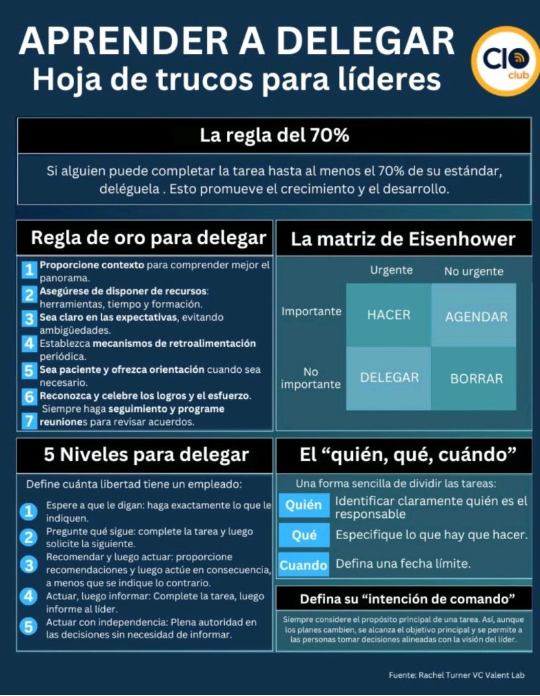 APRENDER A DELEGAR
Hoja de trucos para líderes
CIO
club
La regla del 70%
Si alguien puede completar la tarea hasta al menos el 70% de su estándar,
deléguela . Esto promueve el crecimiento y el desarrollo.
Regla de oro para delegar
1 Proporcione contexto para comprender mejor el
panorama.
2 Asegúrese de disponer de recursos:
herramientas, tiempo y formación.
3 Sea claro en las expectativas, evitando
ambigüedades.
4 Establezca mecanismos de retroalimentación
periódica.
5 Sea paciente y ofrezca orientación cuando sea
necesario.
6 Reconozca y celebre los logros y el esfuerzo.
Siempre haga seguimiento y programe
7 reuniones para revisar acuerdos.
La matriz de Eisenhower
Urgente No urgente
Importante HACER AGENDAR
No
importante DELEGAR BORRAR
5 Niveles para delegar
Define cuánta libertad tiene un empleado:
1 Espere a que le digan: haga exactamente lo que le
indiquen.
2 Pregunte qué sigue: complete la tarea y luego
solicite la siguiente.
3 Recomendar y luego actuar: proporcione
recomendaciones y luego actúe en consecuencia,
a menos que se indique lo contrario.
4 Actuar, luego informar: Complete la tarea, luego
informe al líder.
5 Actuar con independencia: Plena autoridad en
las decisiones sin necesidad de informar.
El “quién, qué, cuándo”
Una forma sencilla de dividir las tareas:
Quién Identificar claramente quién es el
responsable
Qué Especifique lo que hay que hacer.
Cuando Defina una fecha límite.
Defina su “intención de comando”
Siempre considere el propósito principal de una tarea. Así, aunque
los planes cambien, se alcanza el objetivo principal y se permite a
las personas tomar decisiones alineadas con la visión del líder.
Fuente: Rachel Turner VC Valent Lab